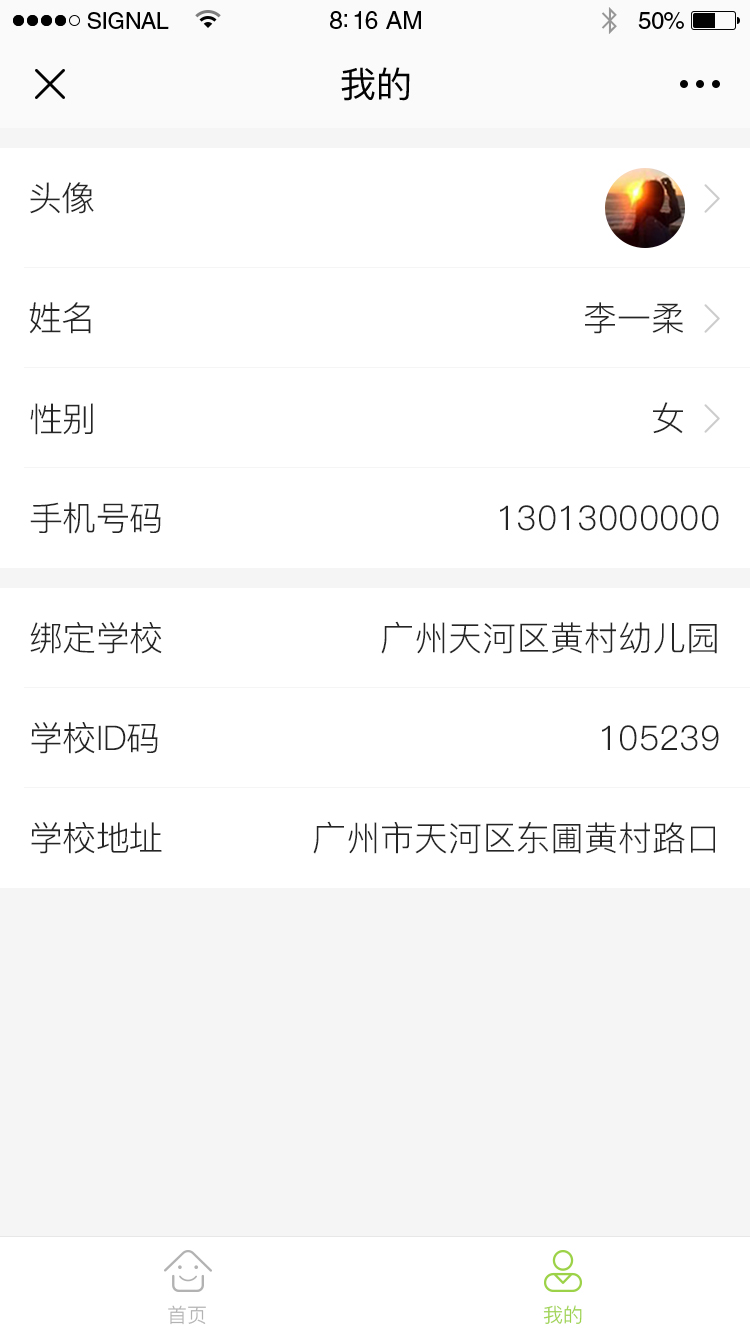 SIGNAL 8:16 AM 50%
我的
头像
姓名 李一柔
性别 女
手机号码 13013000000
绑定学校 广州天河区黄村幼儿园
学校ID码 105239
学校地址 广州市天河区东圃黄村路口
首页 我的